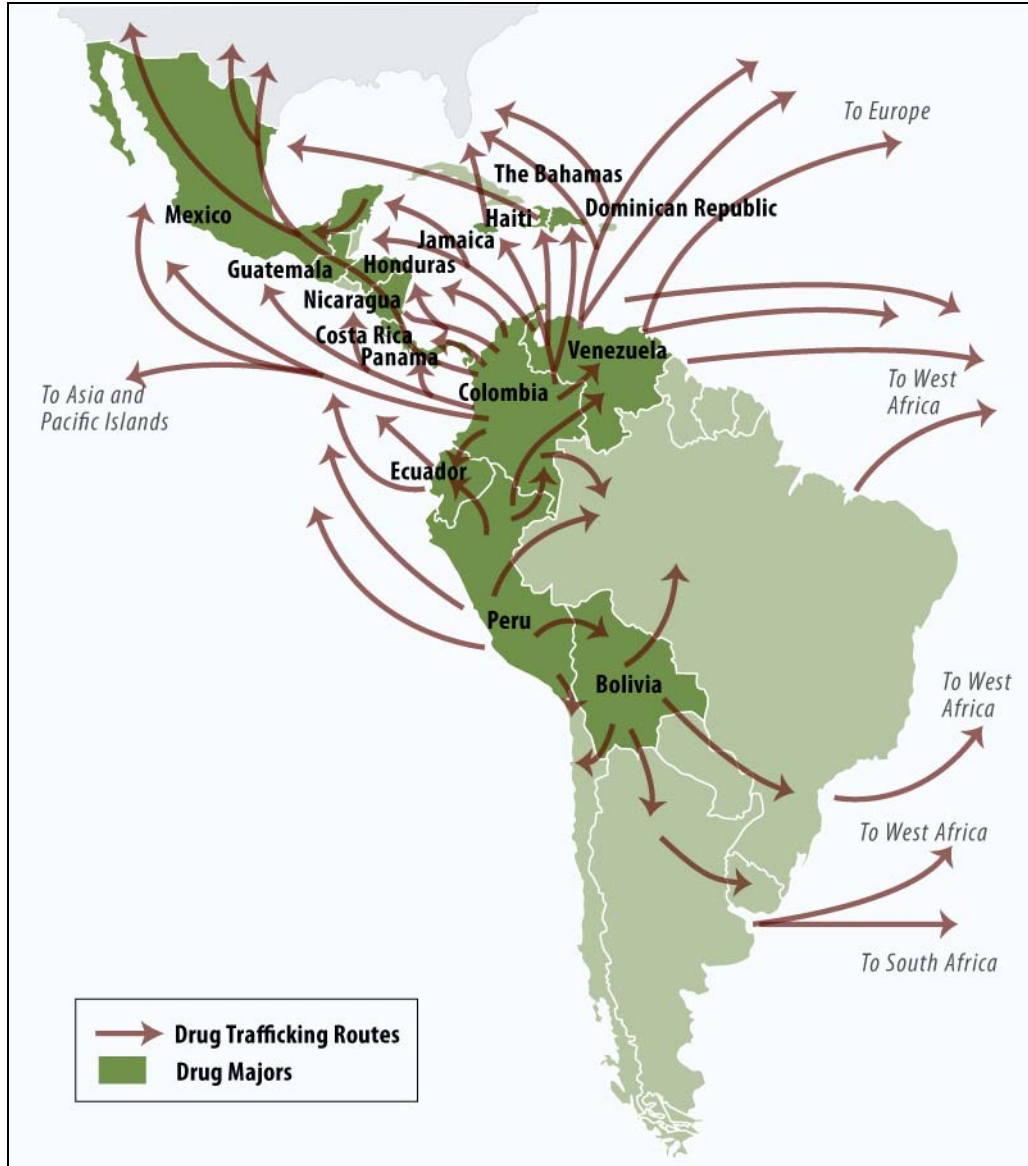 To Europe
The Bahamas
Dominican Republic
Haiti
Mexico
Jamaica
Guatemala
Honduras
Nicaragua
Costa Rica
Panama
Venezuela
Colombia
To Asia and
Pacific Islands
To West
Africa
Ecuador
Peru
Bolivia
To West
Africa
To West Africa
To South Africa
Drug Trafficking Routes
Drug Majors